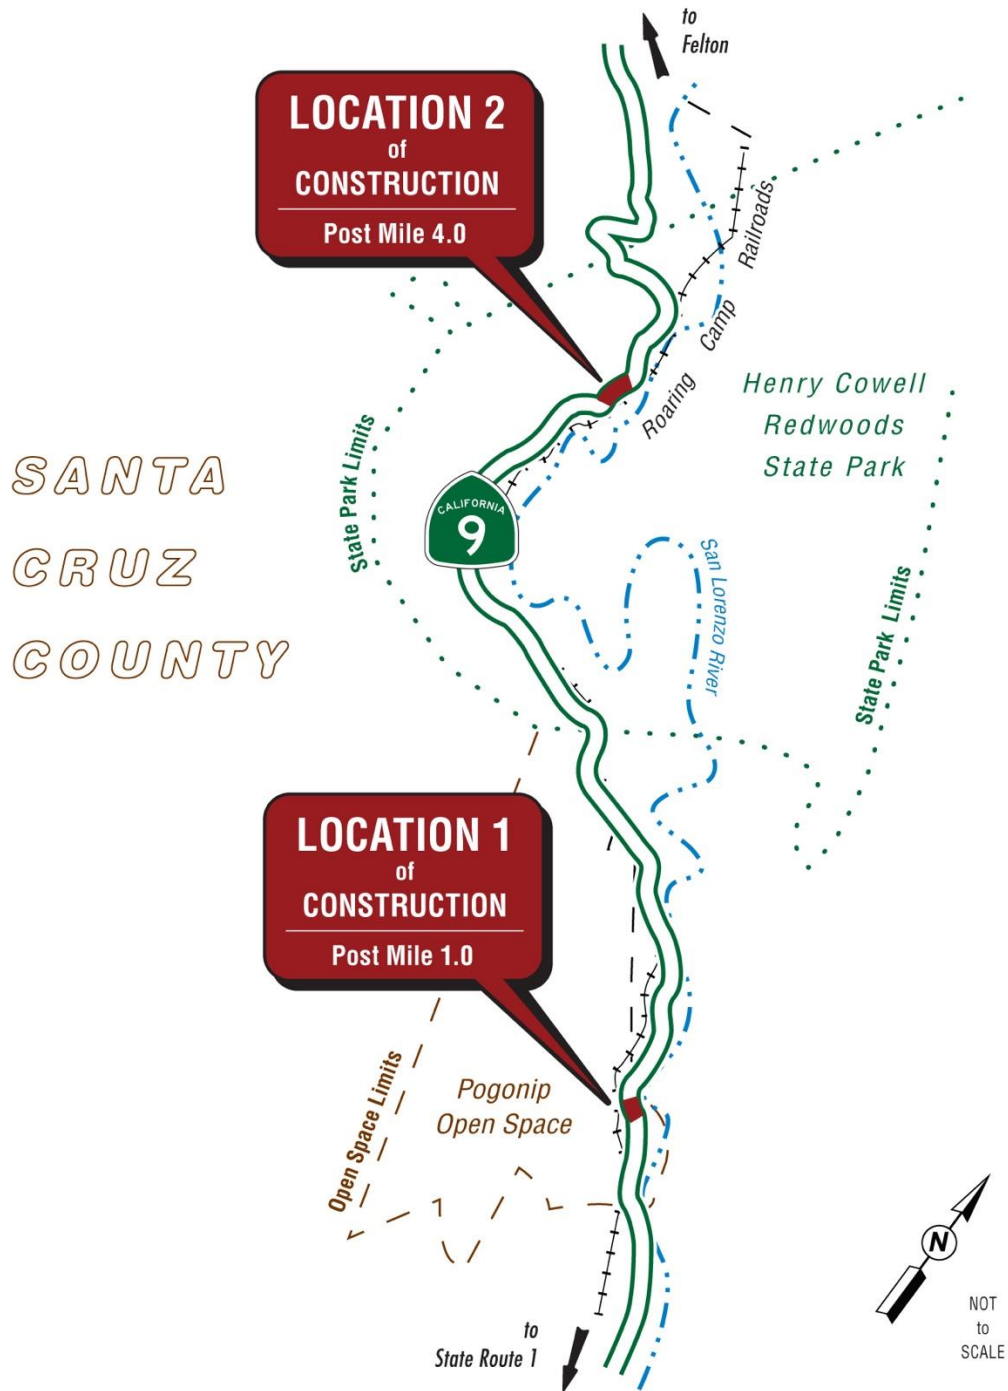 to
Felton
LOCATION 2
of
CONSTRUCTION
Post Mile 4.0
Roaring Camp Railroads
Henry Cowell
Redwoods
State Park
State Park Limits
SANTA
CRUZ
COUNTY
CALIFORNIA
9
San Lorenzo River
State Park Limits
LOCATION 1
of
CONSTRUCTION
Post Mile 1.0
Open Space Limits
Pogonip
Open Space
N
NOT
to
SCALE
to
State Route 1